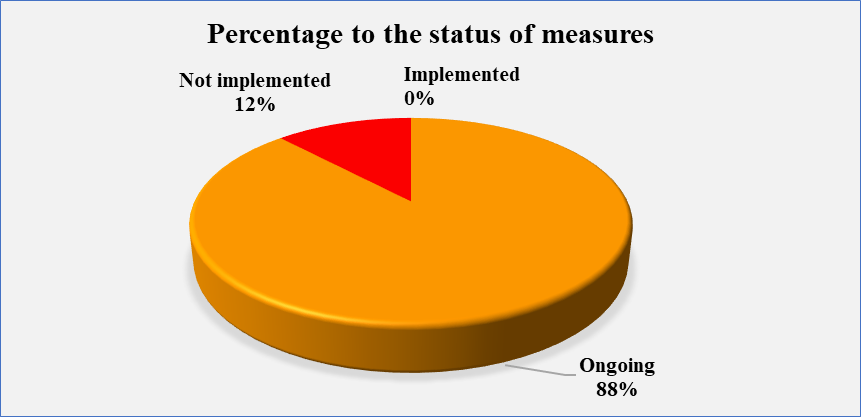 Percentage to the status of measures
Not implemented
12%
Implemented
0%
Ongoing
88%